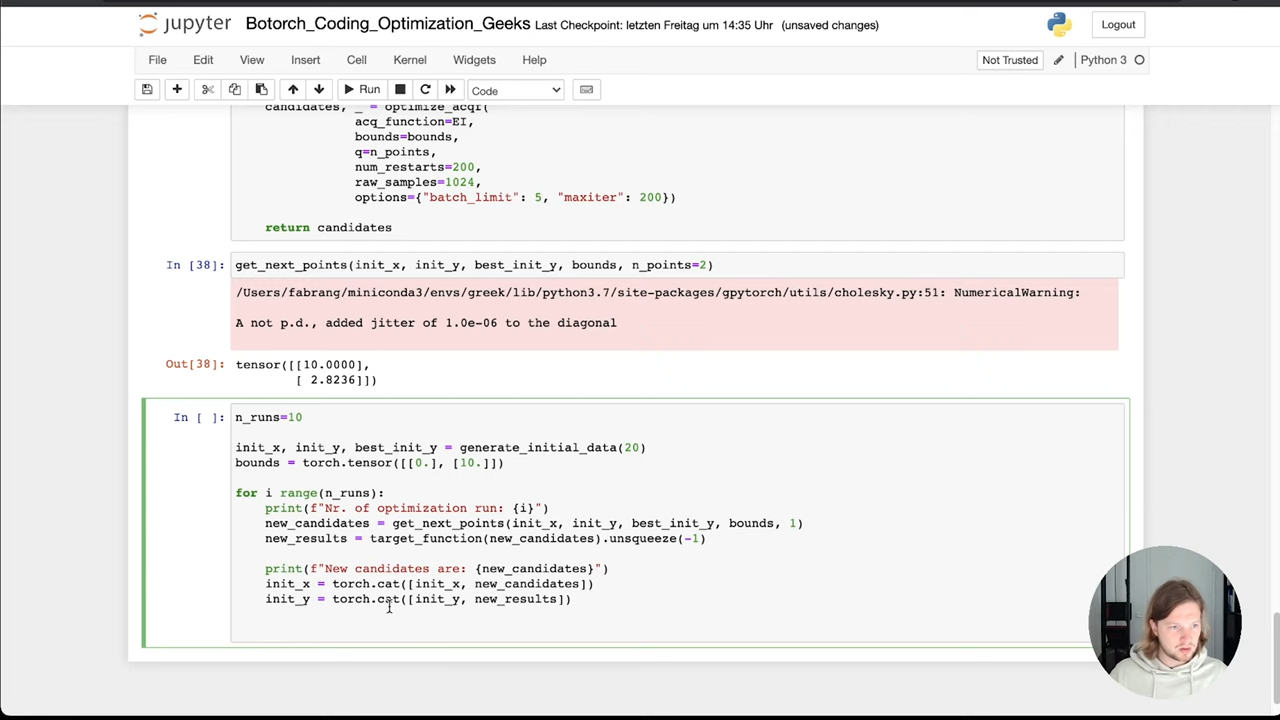 jupyter Botorch_Coding_Optimization_Geeks Last Checkpoint: letzten Freitag um 14:35 Uhr (unsaved changes) Logout
File Edit View Insert Cell Kernel Widgets Help Not Trusted Python 3
Run Code
candidates, _ = optimize_acqf(
acq_function=EI,
bounds=bounds,
q=n_points,
num_restarts=200,
raw_samples=1024,
options={"batch_limit": 5, "maxiter": 200})
return candidates
In [38]: get_next_points(init_x, init_y, best_init_y, bounds, n_points=2)
/Users/fabrang/miniconda3/envs/greek/lib/python3.7/site-packages/gpytorch/utils/cholesky.py:51: NumericalWarning:
A not p.d., added jitter of 1.0e-06 to the diagonal
Out[38]: tensor([[10.0000],
[ 2.8236]])
In [ ]: n_runs=10
init_x, init_y, best_init_y = generate_initial_data(20)
bounds = torch.tensor([[0.], [10.]])
for i range(n_runs):
print(f"Nr. of optimization run: {i}")
new_candidates = get_next_points(init_x, init_y, best_init_y, bounds, 1)
new_results = target_function(new_candidates).unsqueeze(-1)
print(f"New candidates are: {new_candidates}")
init_x = torch.cat([init_x, new_candidates])
init_y = torch.cat([init_y, new_results])